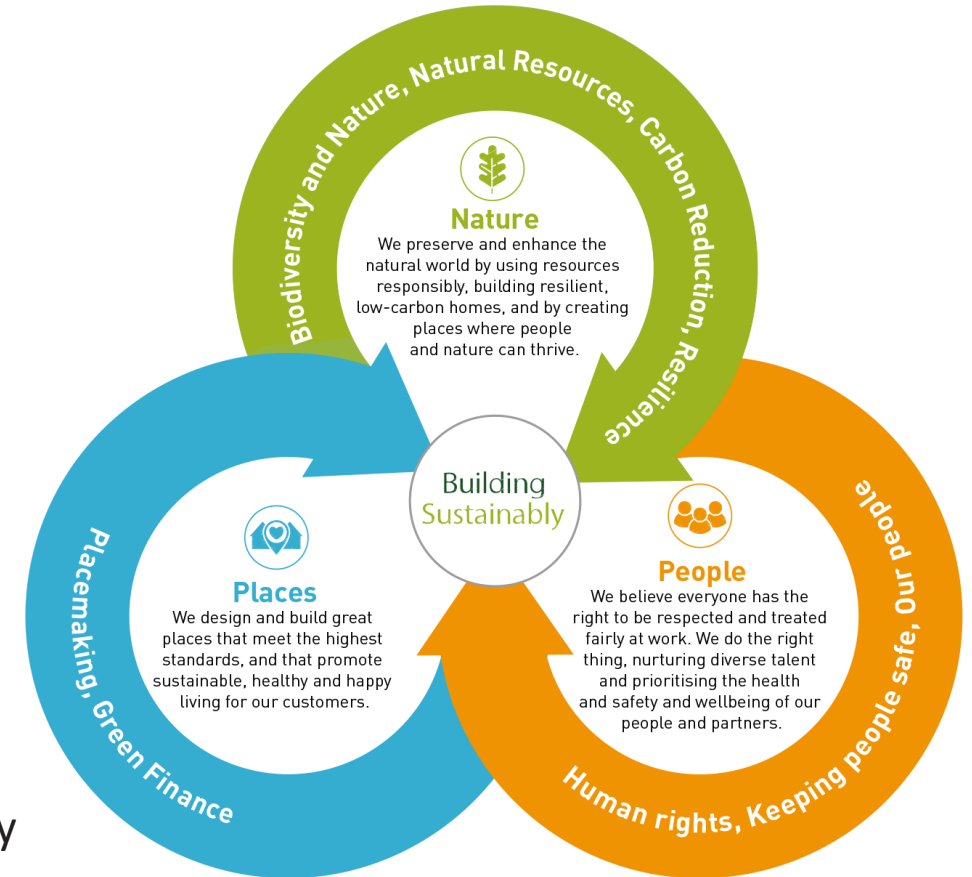 Biodiversity and Nature, Natural Resources, Carbon Reduction, Resilience
Nature
We preserve and enhance the
natural world by using resources
responsibly, building resilient,
low-carbon homes, and by creating
places where people
and nature can thrive.
Building
Sustainably
Placemaking, Green Finance
Places
We design and build great
places that meet the highest
standards, and that promote
sustainable, healthy and happy
living for our customers.
Human rights, Keeping people safe, Our people
People
We believe everyone has the
right to be respected and treated
fairly at work. We do the right
thing, nurturing diverse talent
and prioritising the health
and safety and wellbeing of our
people and partners.
y